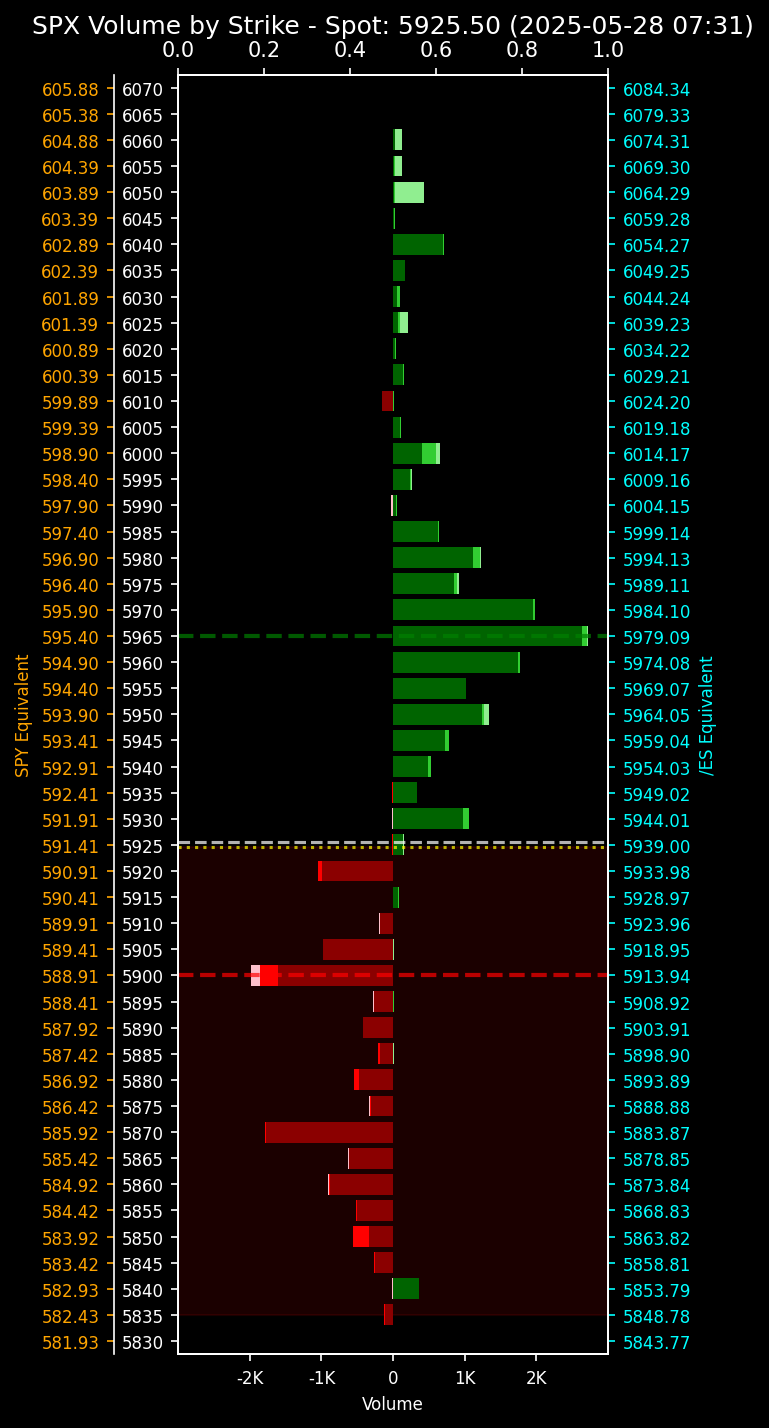 SPX Volume by Strike - Spot: 5925.50 (2025-05-28 07:31)
0.0 0.2 0.4 0.6 0.8 1.0
605.88 6070 6084.34
605.38 6065 6079.33
604.88 6060 6074.31
604.39 6055 6069.30
603.89 6050 6064.29
603.39 6045 6059.28
602.89 6040 6054.27
602.39 6035 6049.25
601.89 6030 6044.24
601.39 6025 6039.23
600.89 6020 6034.22
600.39 6015 6029.21
599.89 6010 6024.20
599.39 6005 6019.18
598.90 6000 6014.17
598.40 5995 6009.16
597.90 5990 6004.15
597.40 5985 5999.14
596.90 5980 5994.13
596.40 5975 5989.11
595.90 5970 5984.10
595.40 5965 5979.09
594.90 5960 5974.08
594.40 5955 5969.07
593.90 5950 5964.05
593.41 5945 5959.04
592.91 5940 5954.03
592.41 5935 5949.02
591.91 5930 5944.01
591.41 5925 5939.00
590.91 5920 5933.98
590.41 5915 5928.97
589.91 5910 5923.96
589.41 5905 5918.95
588.91 5900 5913.94
588.41 5895 5908.92
587.92 5890 5903.91
587.42 5885 5898.90
586.92 5880 5893.89
586.42 5875 5888.88
585.92 5870 5883.87
585.42 5865 5878.85
584.92 5860 5873.84
584.42 5855 5868.83
583.92 5850 5863.82
583.42 5845 5858.81
582.93 5840 5853.79
582.43 5835 5848.78
581.93 5830 5843.77
SPY Equivalent
/ES Equivalent
-2K -1K 0 1K 2K
Volume